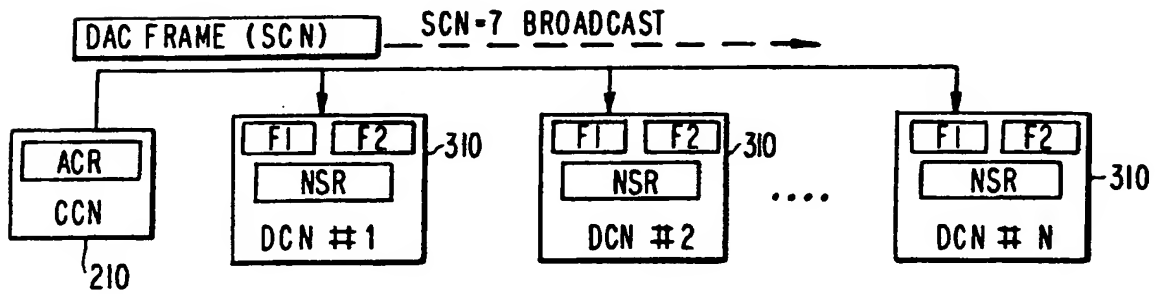 DAC FRAME (SCN)
SCN=7 BROADCAST
ACR
CCN
210
F1 F2
NSR
DCN #1
310
F1 F2
NSR
DCN #2
310
....
F1 F2
NSR
DCN # N
310